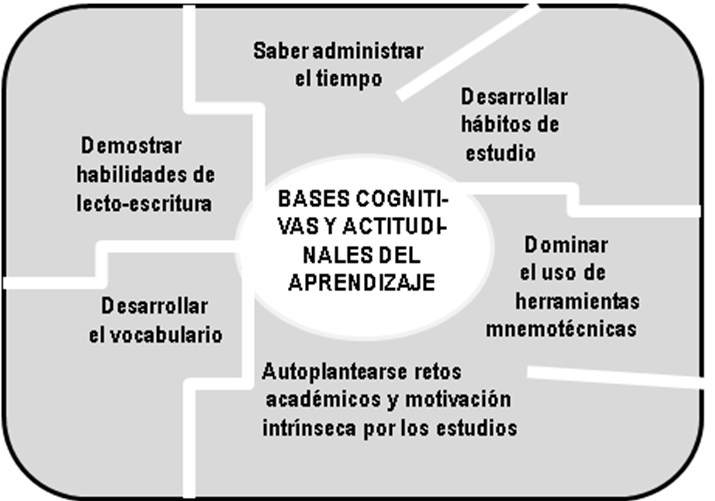 Saber administrar
el tiempo
Desarrollar
hábitos de
estudio
Demostrar
habilidades de
lecto-escritura
BASES COGNITI-
VAS Y ACTITUDI-
NALES DEL
APRENDIZAJE
Dominar
el uso de
herramientas
mnemotécnicas
Desarrollar
el vocabulario
Autoplantearse retos
académicos y motivación
intrínseca por los estudios